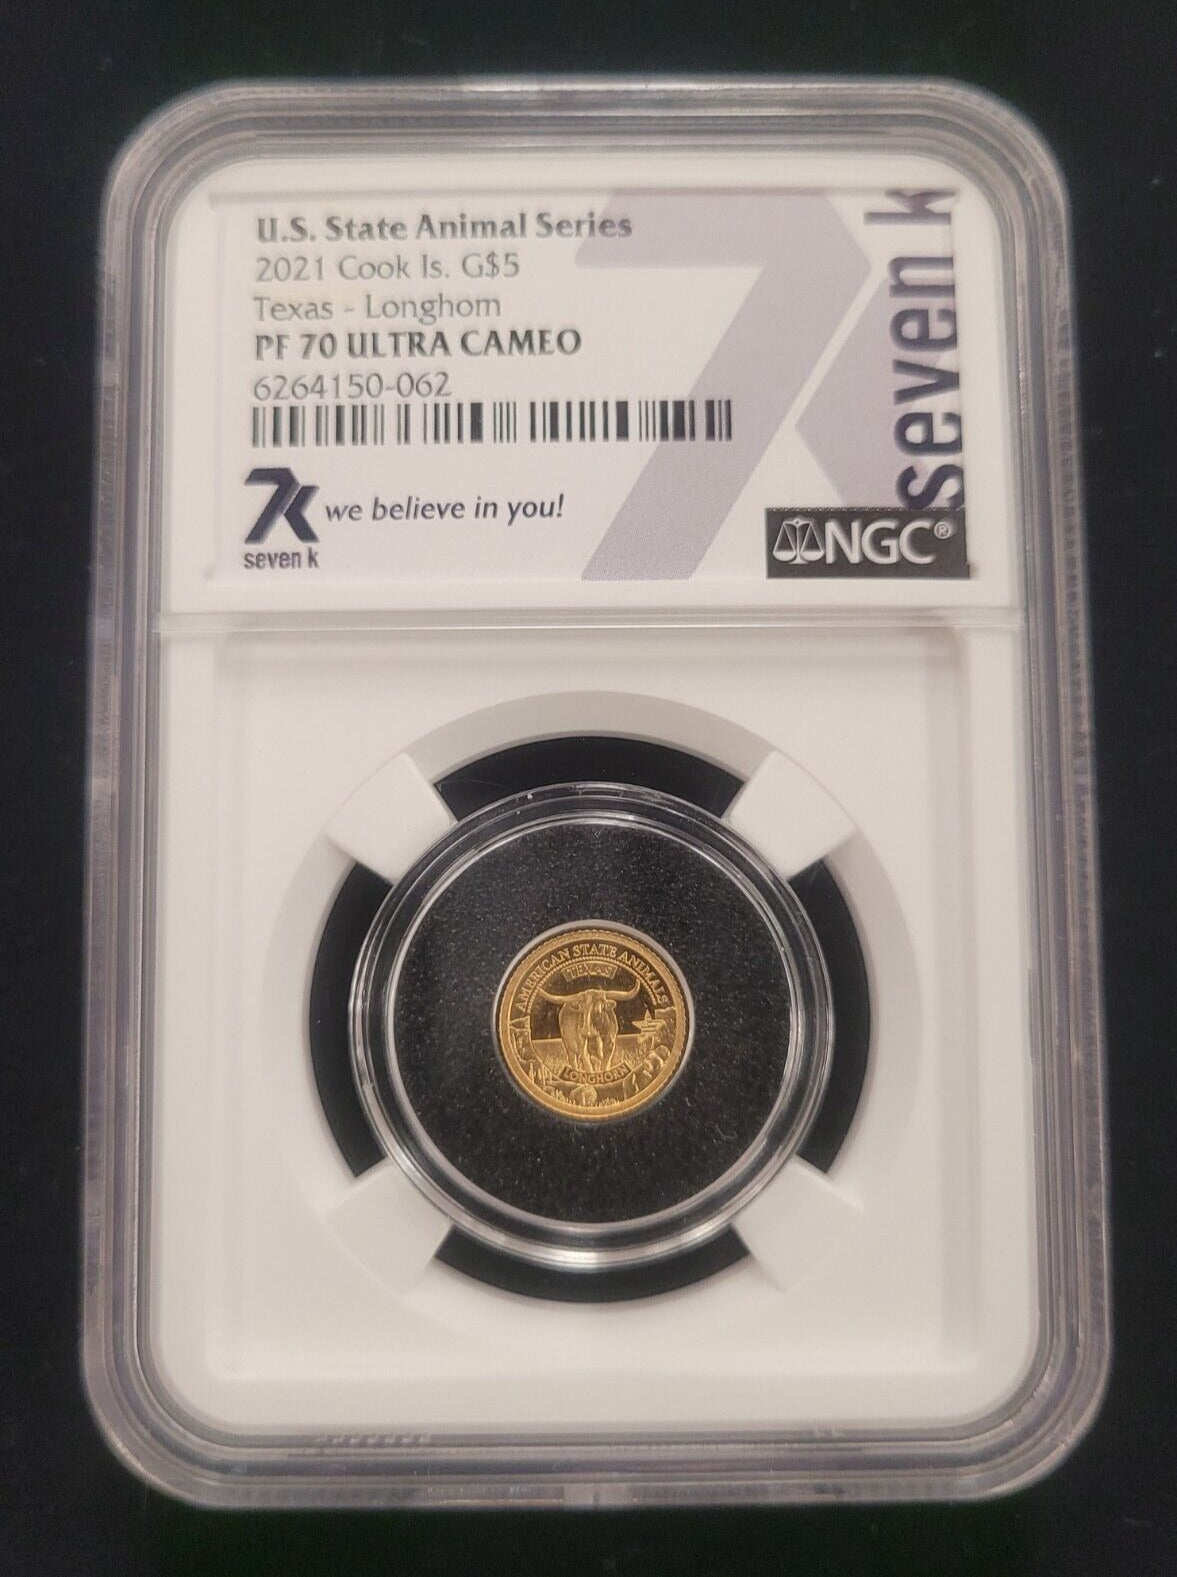 U.S. State Animal Series
2021 Cook Is. G$5
Texas - Longhorn
PF 70 ULTRA CAMEO
6264150-062
7k
seven k
we believe in you!
7k
seven k
NGC®
AMERICAN STATE ANIMALS
TEXAS
LONGHORN